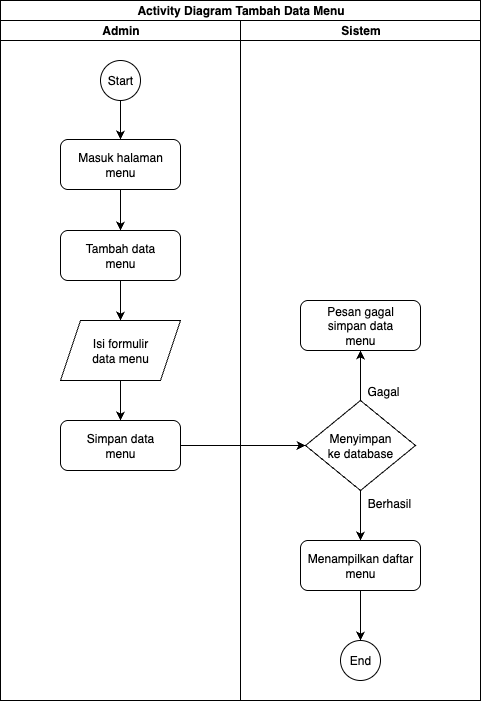 Activity Diagram Tambah Data Menu
Admin
Sistem
Start
Masuk halaman
menu
Tambah data
menu
Isi formulir
data menu
Simpan data
menu
Pesan gagal
simpan data
menu
Gagal
Menyimpan
ke database
Berhasil
Menampilkan daftar
menu
End